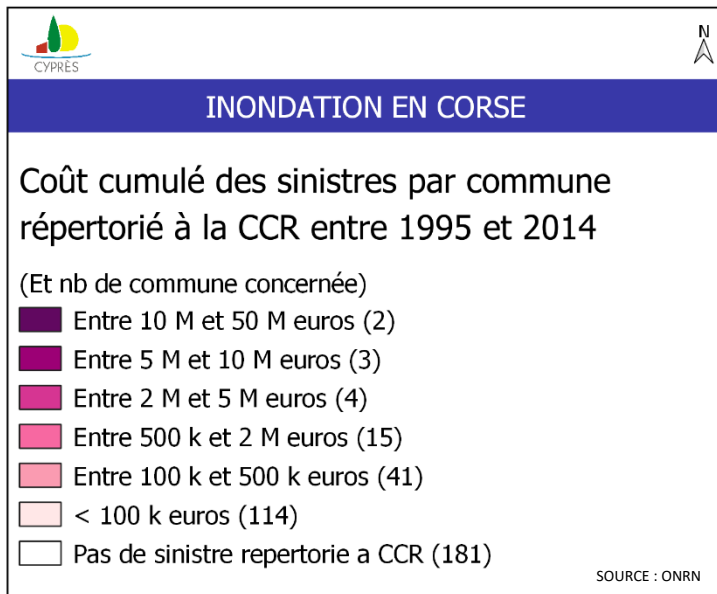 CYPRÈS
N
INONDATION EN CORSE
Coût cumulé des sinistres par commune
répertorié à la CCR entre 1995 et 2014
(Et nb de commune concernée)
Entre 10 M et 50 M euros (2)
Entre 5 M et 10 M euros (3)
Entre 2 M et 5 M euros (4)
Entre 500 k et 2 M euros (15)
Entre 100 k et 500 k euros (41)
< 100 k euros (114)
Pas de sinistre repertorie a CCR (181)
SOURCE : ONRN